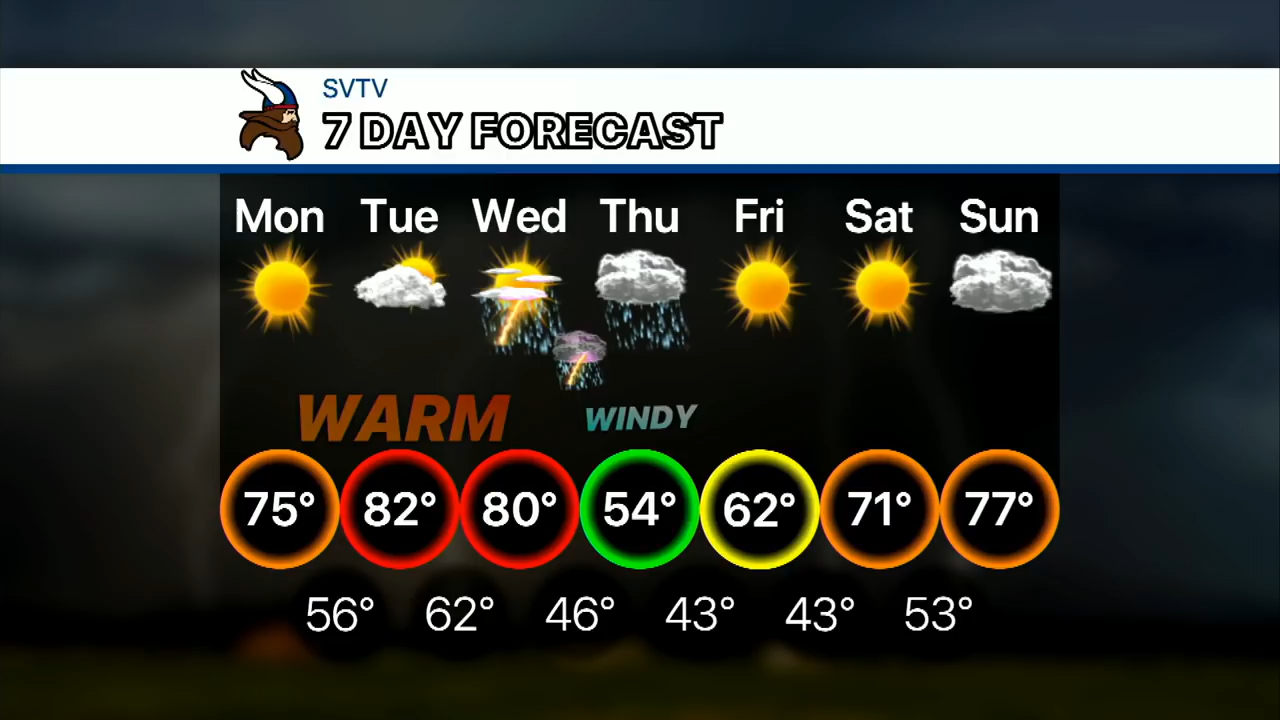 SVTV
7 DAY FORECAST
Mon Tue Wed Thu Fri Sat Sun
WARM WINDY
75° 82° 80° 54° 62° 71° 77°
56° 62° 46° 43° 43° 53°